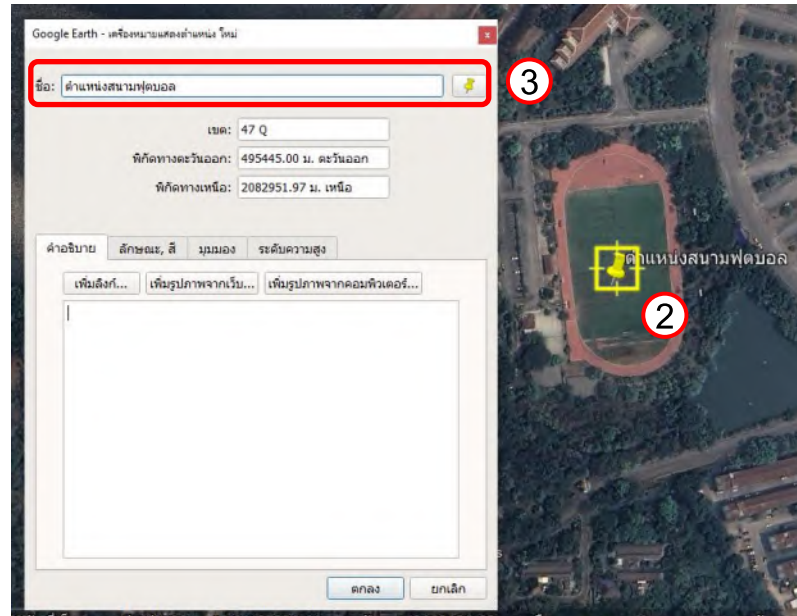 Google Earth - เครื่องหมายแสดงตำแหน่ง ใหม่
x
ชื่อ: ตำแหน่งสนามฟุตบอล
3
เขต: 47 Q
พิกัดทางตะวันออก: 495445.00 ม. ตะวันออก
พิกัดทางเหนือ: 2082951.97 ม. เหนือ
คำอธิบาย ลักษณะ, สี มุมมอง ระดับความสูง
เพิ่มลิงก์... เพิ่มรูปภาพจากเว็บ... เพิ่มรูปภาพจากคอมพิวเตอร์...
ตำแหน่งสนามฟุตบอล
2
ตกลง ยกเลิก